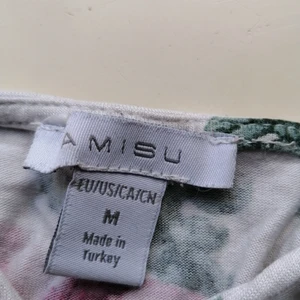 AMISU
EU/US/CA/CN
M
Made in
Turkey